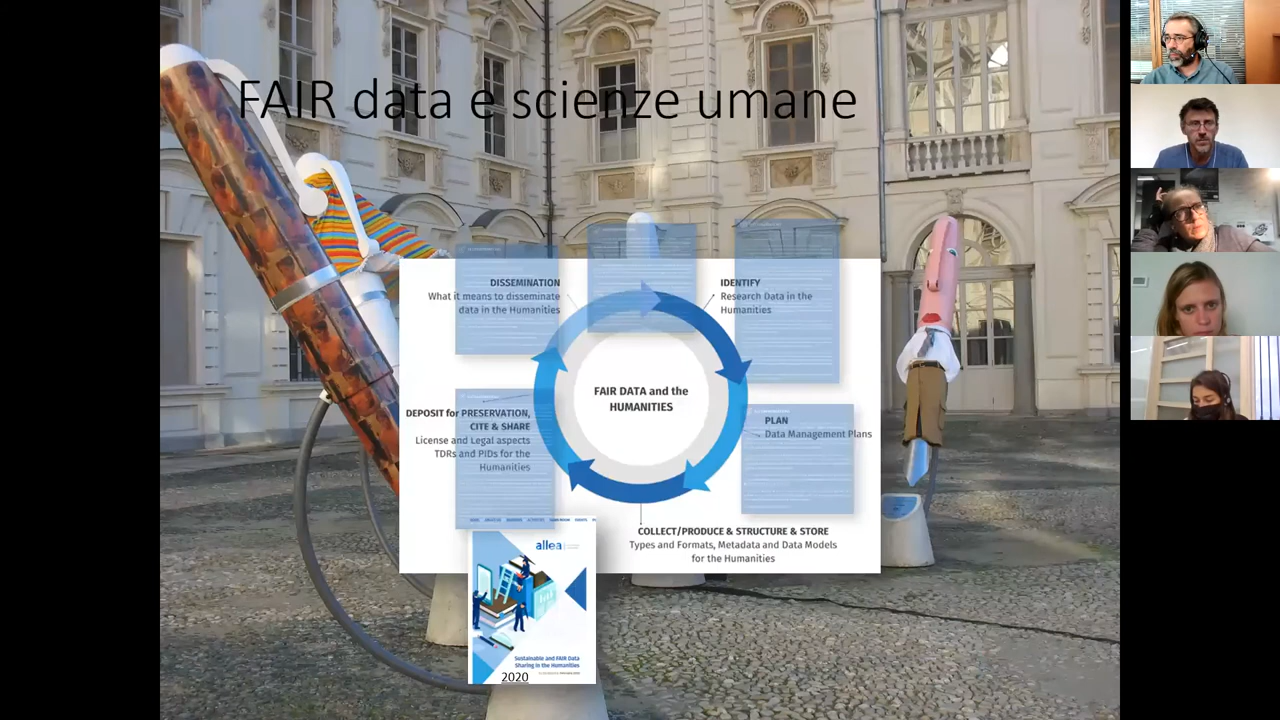 FAIR data e scienze umane
DISSEMINATION
What it means to disseminate
data in the Humanities
IDENTIFY
Research Data in the
Humanities
FAIR DATA and the
HUMANITIES
DEPOSIT for PRESERVATION,
CITE & SHARE
License and Legal aspects
TDRs and PIDs for the
Humanities
PLAN
Data Management Plans
COLLECT/PRODUCE & STRUCTURE & STORE
Types and Formats, Metadata and Data Models
for the Humanities
allea
Sustainable and FAIR Data
Sharing in the Humanities
2020